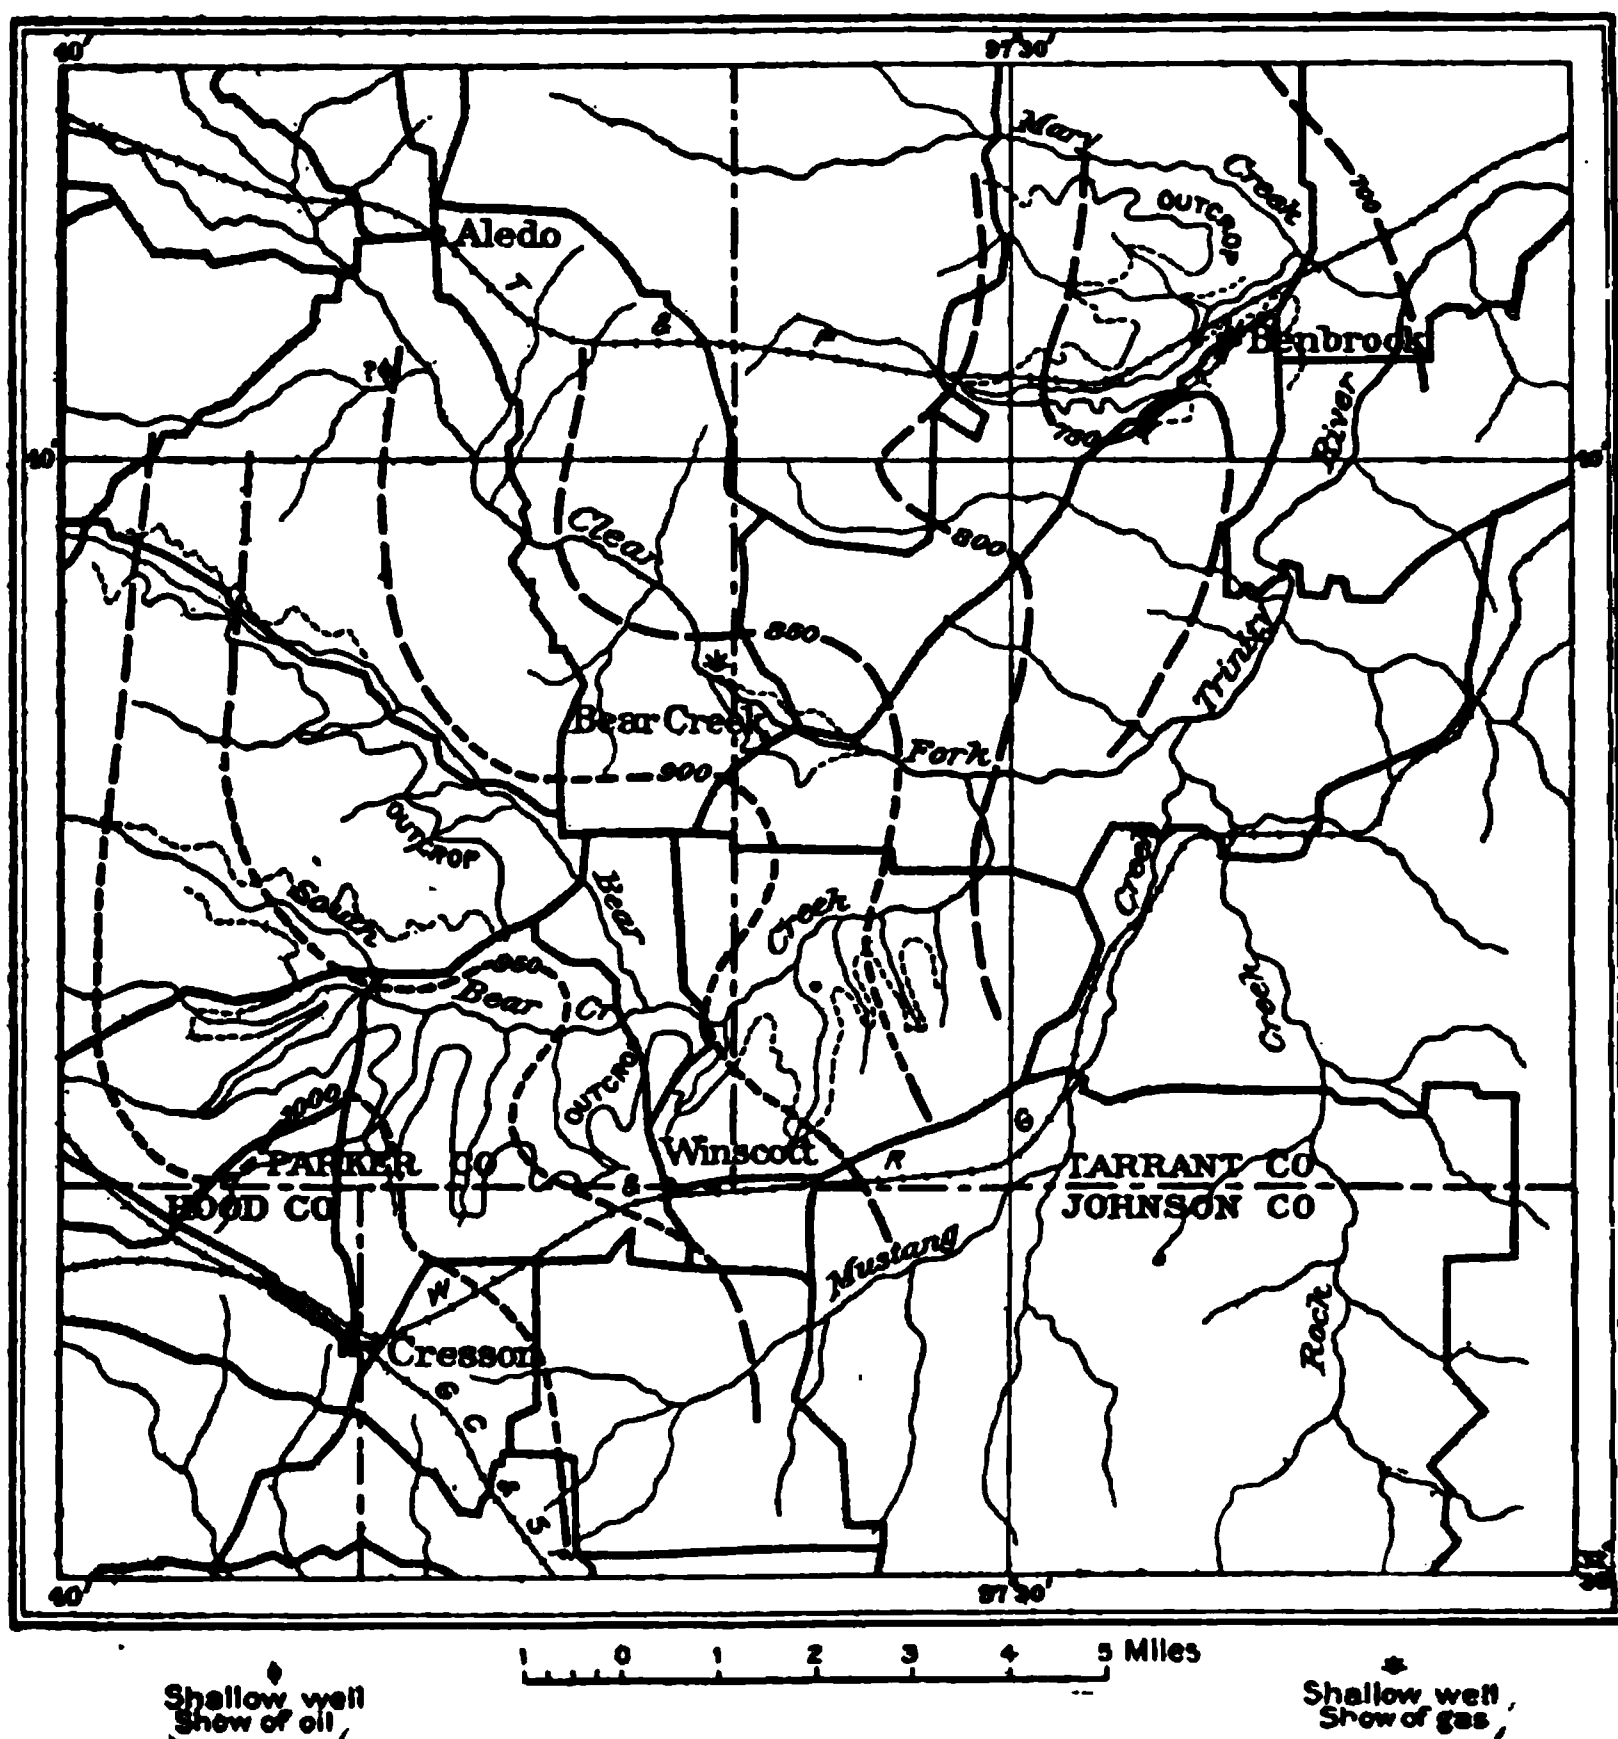 40'
97°30'
Mary
Creek
OUTCROP
700
Aledo
T
&
P
Benbrook
River
750
Clear
800
850
Trinity
Bear Creek
Fork
900
OUTCROP
South
Bear
Creek
Creek
950
Bear
Cr
Creek
OUTCRO
1000
Winscott
G
R
&
PARKER CO
TARRANT CO
HOOD CO
JOHNSON CO
Mustang
W
Rock
Cresson
G
C
&
S
40'
97°30'
1 0 1 2 3 4 5 Miles
Shallow well
Show of oil
Shallow well
Show of gas